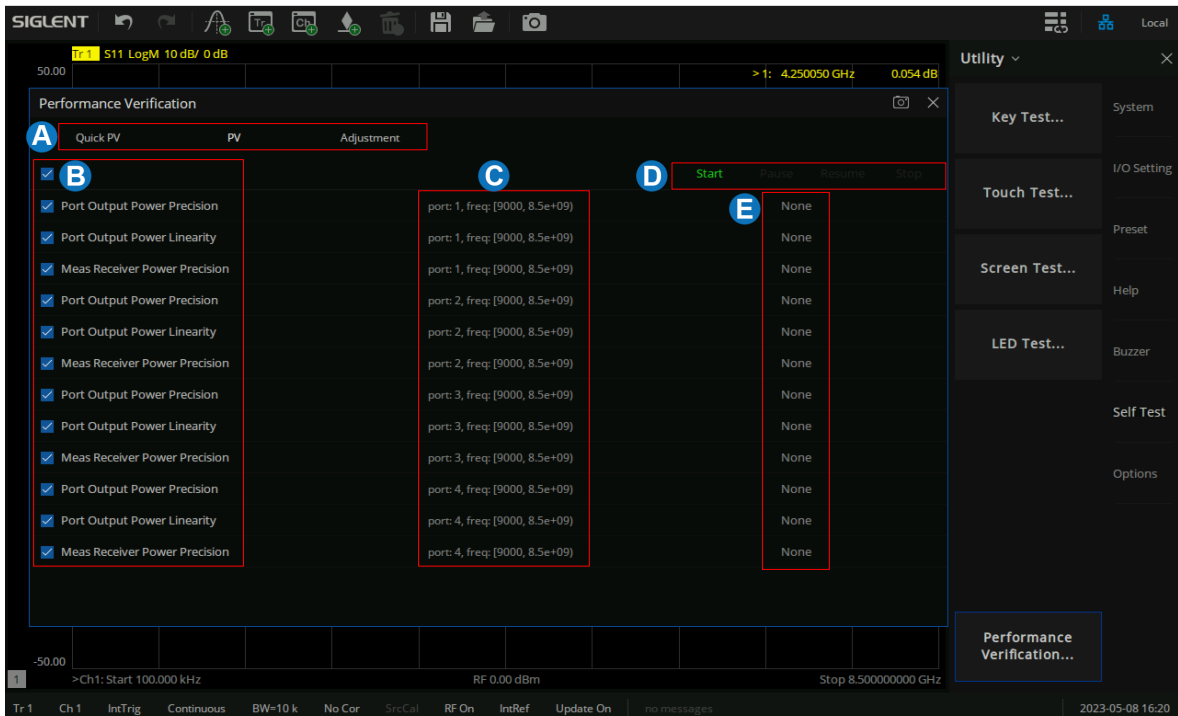 SIGLENT Tr Ch Local
Tr 1 S11 LogM 10 dB/ 0 dB
50.00
> 1: 4.250050 GHz 0.054 dB
Utility
Performance Verification
Key Test...
System
A Quick PV PV Adjustment
B C D Start Pause Resume Stop
I/O Setting
Touch Test...
E
Port Output Power Precision port: 1, freq: [9000, 8.5e+09) None
Preset
Port Output Power Linearity port: 1, freq: [9000, 8.5e+09) None
Meas Receiver Power Precision port: 1, freq: [9000, 8.5e+09) None
Screen Test...
Help
Port Output Power Precision port: 2, freq: [9000, 8.5e+09) None
Port Output Power Linearity port: 2, freq: [9000, 8.5e+09) None
LED Test...
Buzzer
Meas Receiver Power Precision port: 2, freq: [9000, 8.5e+09) None
Port Output Power Precision port: 3, freq: [9000, 8.5e+09) None
Self Test
Port Output Power Linearity port: 3, freq: [9000, 8.5e+09) None
Meas Receiver Power Precision port: 3, freq: [9000, 8.5e+09) None
Options
Port Output Power Precision port: 4, freq: [9000, 8.5e+09) None
Port Output Power Linearity port: 4, freq: [9000, 8.5e+09) None
Meas Receiver Power Precision port: 4, freq: [9000, 8.5e+09) None
Performance
Verification...
-50.00
1 >Ch1: Start 100.000 kHz RF 0.00 dBm Stop 8.500000000 GHz
Tr 1 Ch 1 IntTrig Continuous BW=10 k No Cor SrcCal RF On IntRef Update On no messages 2023-05-08 16:20